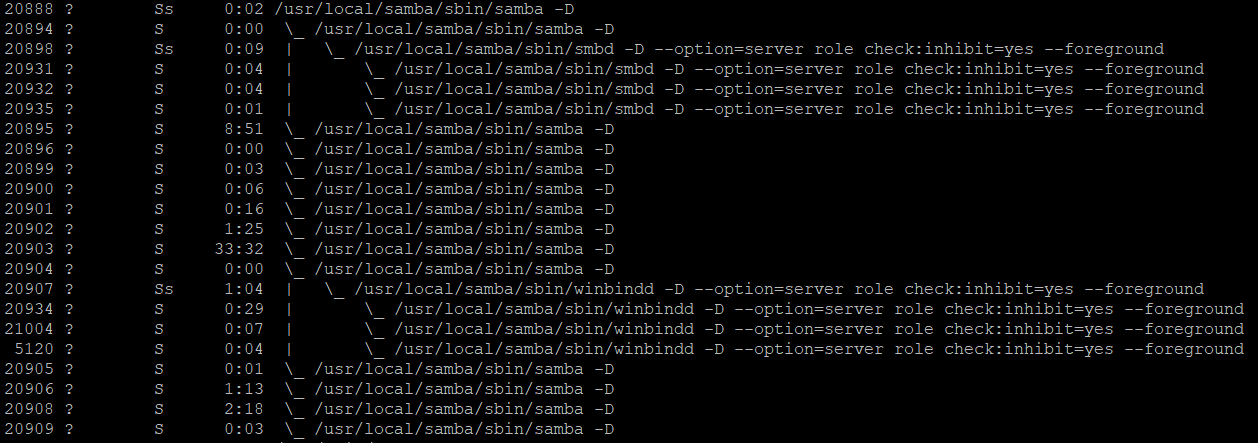 20888 ?        Ss     0:02 /usr/local/samba/sbin/samba -D
20894 ?        S      0:00  \_ /usr/local/samba/sbin/samba -D
20898 ?        Ss     0:09  |   \_ /usr/local/samba/sbin/smbd -D --option=server role check:inhibit=yes --foreground
20931 ?        S      0:04  |       \_ /usr/local/samba/sbin/smbd -D --option=server role check:inhibit=yes --foreground
20932 ?        S      0:04  |       \_ /usr/local/samba/sbin/smbd -D --option=server role check:inhibit=yes --foreground
20935 ?        S      0:01  |       \_ /usr/local/samba/sbin/smbd -D --option=server role check:inhibit=yes --foreground
20895 ?        S      8:51  \_ /usr/local/samba/sbin/samba -D
20896 ?        S      0:00  \_ /usr/local/samba/sbin/samba -D
20899 ?        S      0:03  \_ /usr/local/samba/sbin/samba -D
20900 ?        S      0:06  \_ /usr/local/samba/sbin/samba -D
20901 ?        S      0:16  \_ /usr/local/samba/sbin/samba -D
20902 ?        S      1:25  \_ /usr/local/samba/sbin/samba -D
20903 ?        S     33:32  \_ /usr/local/samba/sbin/samba -D
20904 ?        S      0:00  \_ /usr/local/samba/sbin/samba -D
20907 ?        Ss     1:04  |   \_ /usr/local/samba/sbin/winbindd -D --option=server role check:inhibit=yes --foreground
20934 ?        S      0:29  |       \_ /usr/local/samba/sbin/winbindd -D --option=server role check:inhibit=yes --foreground
21004 ?        S      0:07  |       \_ /usr/local/samba/sbin/winbindd -D --option=server role check:inhibit=yes --foreground
 5120 ?        S      0:04  |       \_ /usr/local/samba/sbin/winbindd -D --option=server role check:inhibit=yes --foreground
20905 ?        S      0:01  \_ /usr/local/samba/sbin/samba -D
20906 ?        S      1:13  \_ /usr/local/samba/sbin/samba -D
20908 ?        S      2:18  \_ /usr/local/samba/sbin/samba -D
20909 ?        S      0:03  \_ /usr/local/samba/sbin/samba -D